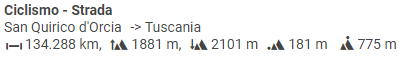 Ciclismo - Strada
San Quirico d'Orcia -> Tuscania
134.288 km, 1881 m, 2101 m 181 m 775 m